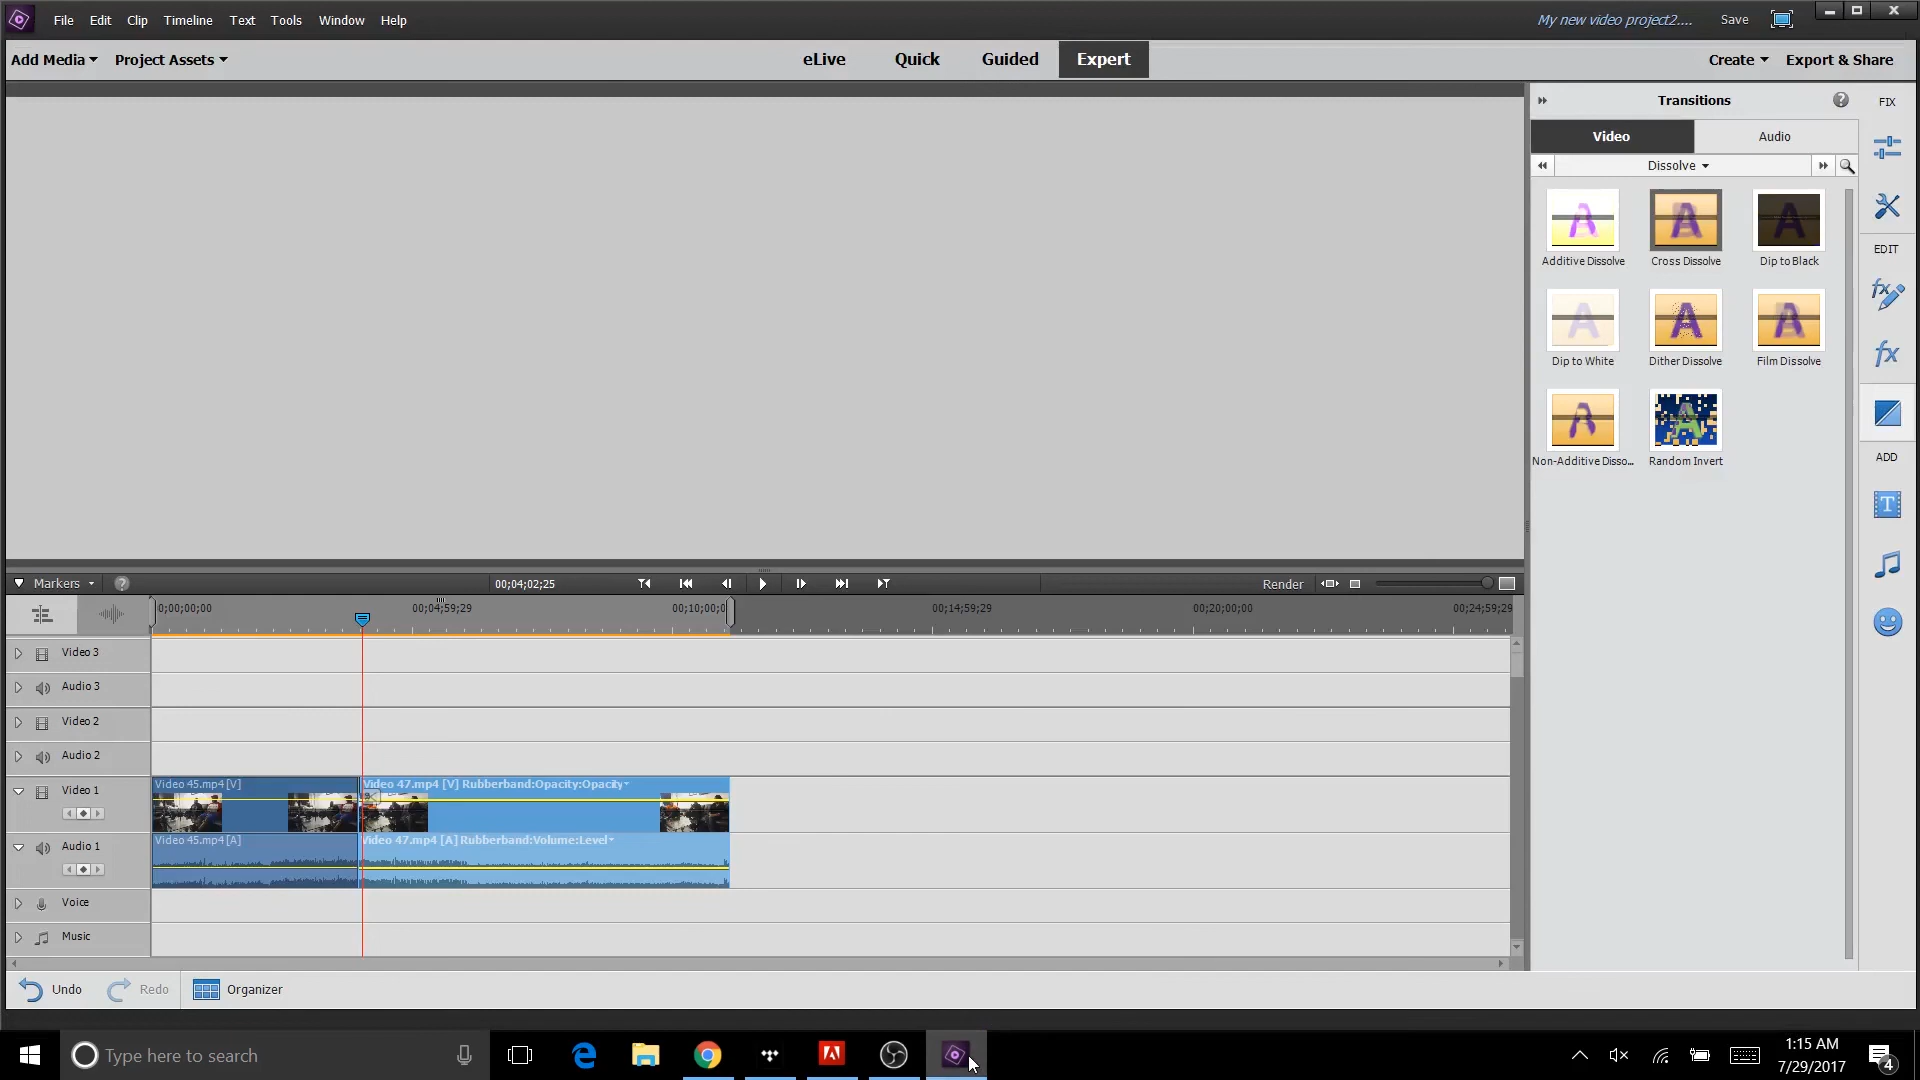 File Edit Clip Timeline Text Tools Window Help
My new video project2.... Save
Add Media Project Assets
eLive Quick Guided Expert
Create Export & Share
Transitions
FIX
Video Audio
Dissolve
Additive Dissolve Cross Dissolve Dip to Black
EDIT
Dip to White Dither Dissolve Film Dissolve
Non-Additive Disso... Random Invert
ADD
Markers
00;04;02;25
Render
0;00;00;00 00;04;59;29 00;10;00;0 00;14;59;29 00;20;00;00 00;24;59;29
Video 3
Audio 3
Video 2
Audio 2
Video 1
Video 45.mp4 [V] Video 47.mp4 [V] Rubberband:Opacity:Opacity
Audio 1
Video 45.mp4 [A] Video 47.mp4 [A] Rubberband:Volume:Level
Voice
Music
Undo Redo Organizer
Type here to search
1:15 AM
7/29/2017
4